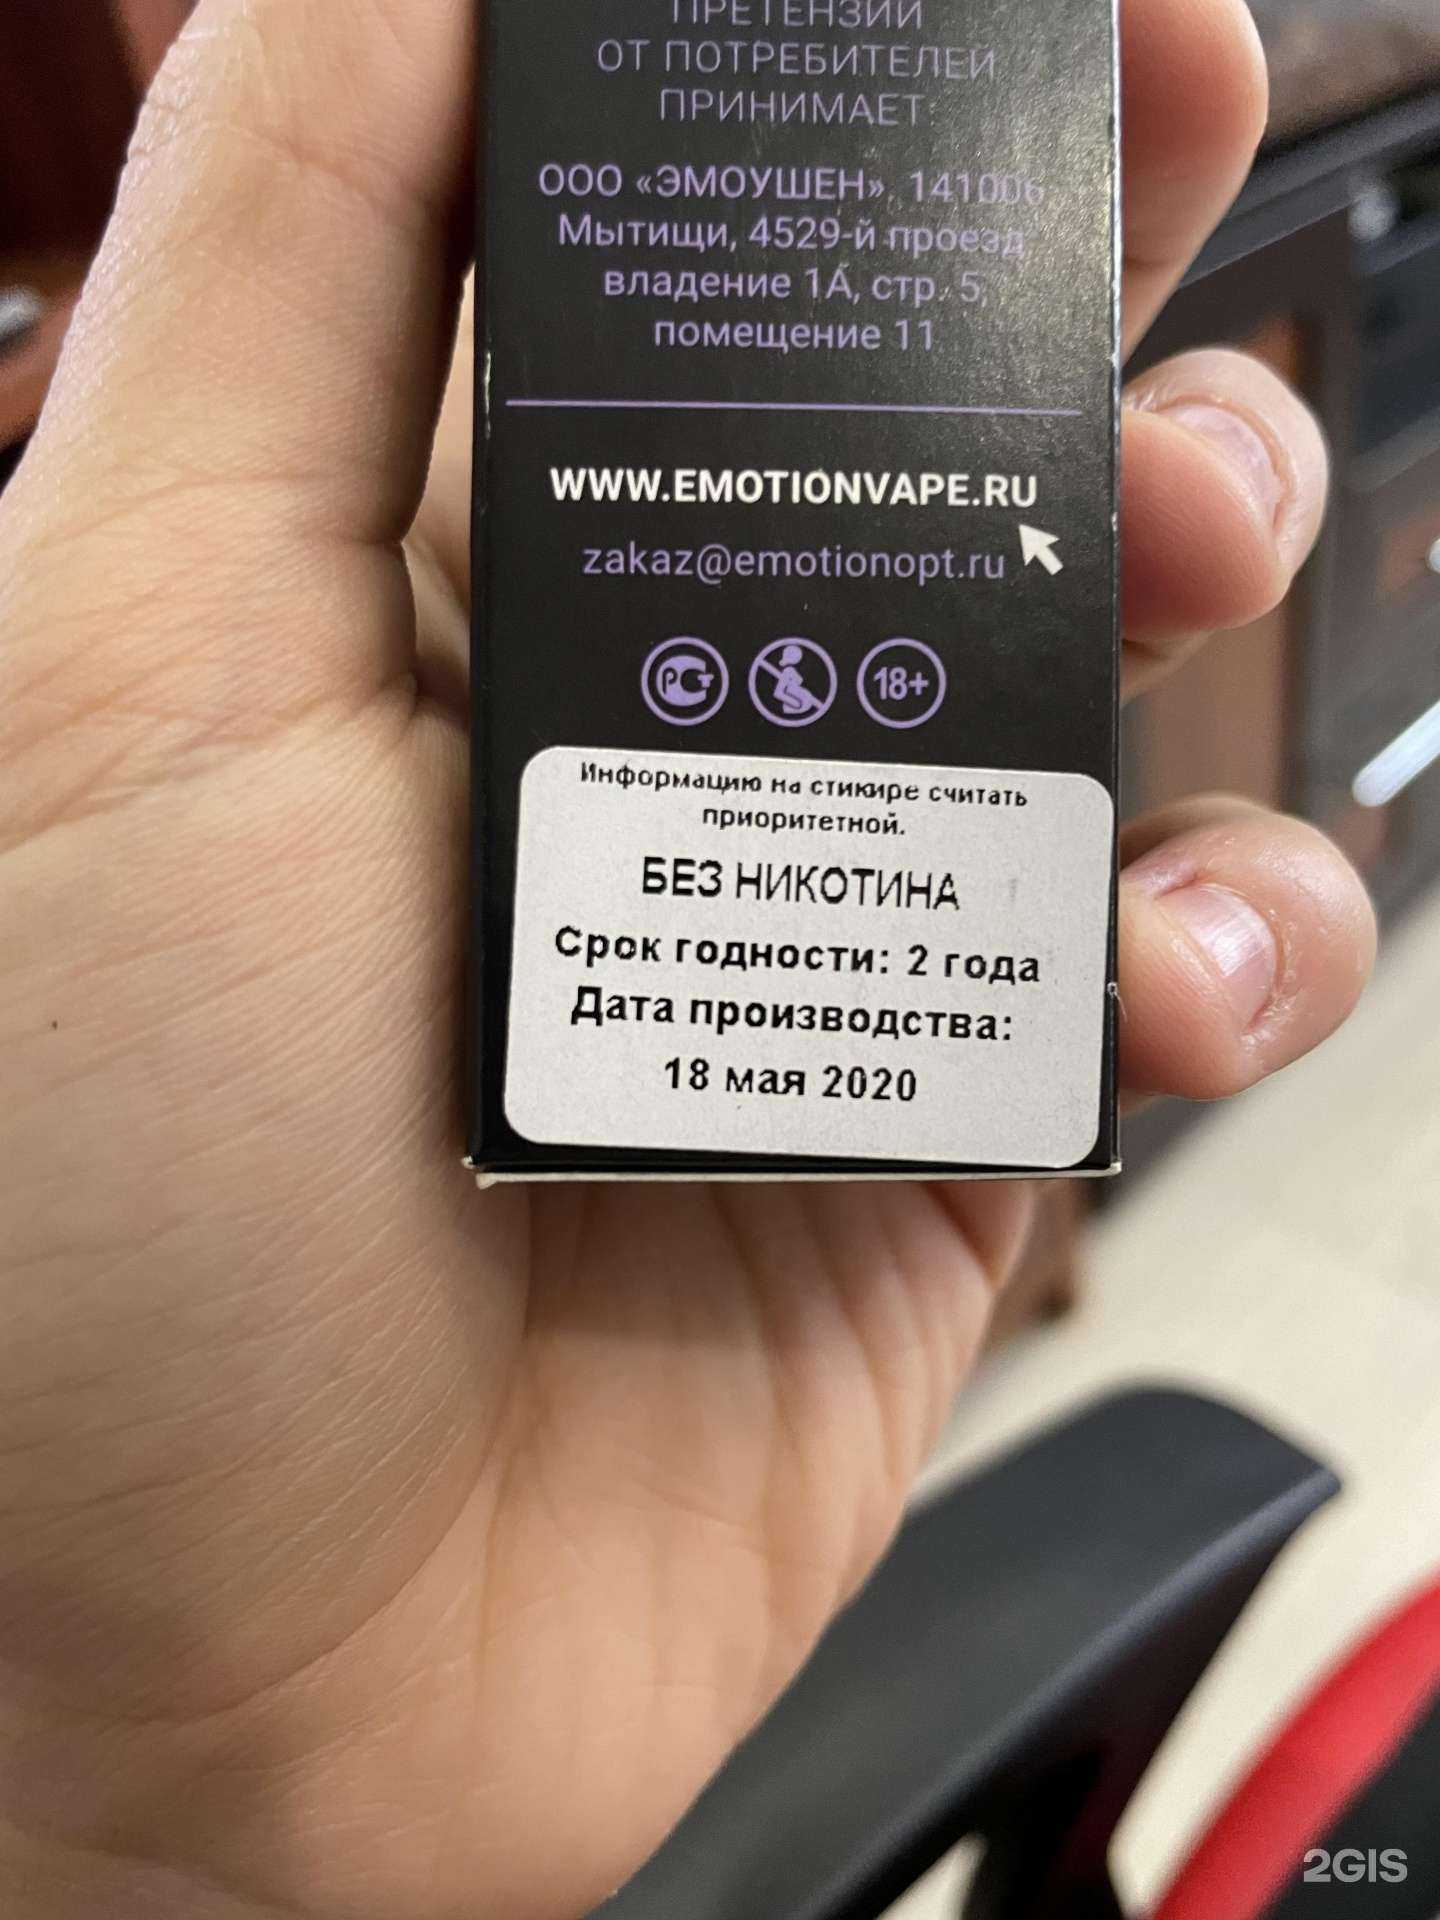 ПРЕТЕНЗИИ
ОТ ПОТРЕБИТЕЛЕЙ
ПРИНИМАЕТ:
ООО «ЭМОУШЕН», 141006,
Мытищи, 4529-й проезд,
владение 1А, стр. 5,
помещение 11
WWW.EMOTIONVAPE.RU
zakaz@emotionopt.ru
РСТ 18+
Информацию на стикире считать
приоритетной.
БЕЗ НИКОТИНА
Срок годности: 2 года
Дата производства:
18 мая 2020
2GIS